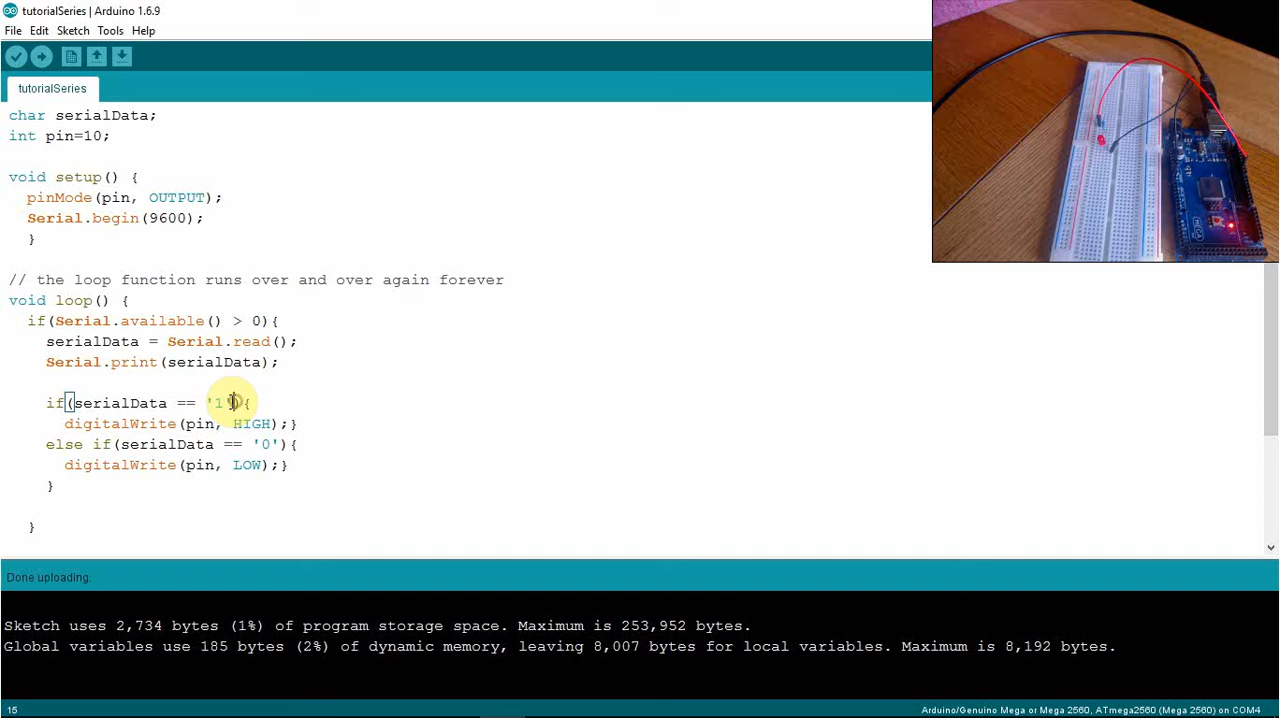 tutorialSeries | Arduino 1.6.9
File Edit Sketch Tools Help
tutorialSeries
char serialData;
int pin=10;
void setup() {
pinMode(pin, OUTPUT);
Serial.begin(9600);
}
// the loop function runs over and over again forever
void loop() {
if(Serial.available() > 0){
serialData = Serial.read();
Serial.print(serialData);
if(serialData == '1'){
digitalWrite(pin, HIGH);}
else if(serialData == '0'){
digitalWrite(pin, LOW);}
}
}
MEGA
Done uploading.
Sketch uses 2,734 bytes (1%) of program storage space. Maximum is 253,952 bytes.
Global variables use 185 bytes (2%) of dynamic memory, leaving 8,007 bytes for local variables. Maximum is 8,192 bytes.
15
Arduino/Genuino Mega or Mega 2560, ATmega2560 (Mega 2560) on COM4